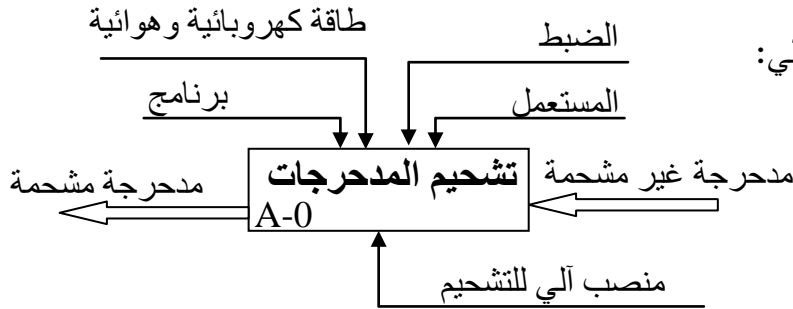 طاقة كهروبائية وهوائية
الضبط
برنامج
المستعمل
تشحيم المدحرجات
A-0
مدحرجة غير مشحمة
مدحرجة مشحمة
منصب آلي للتشحيم